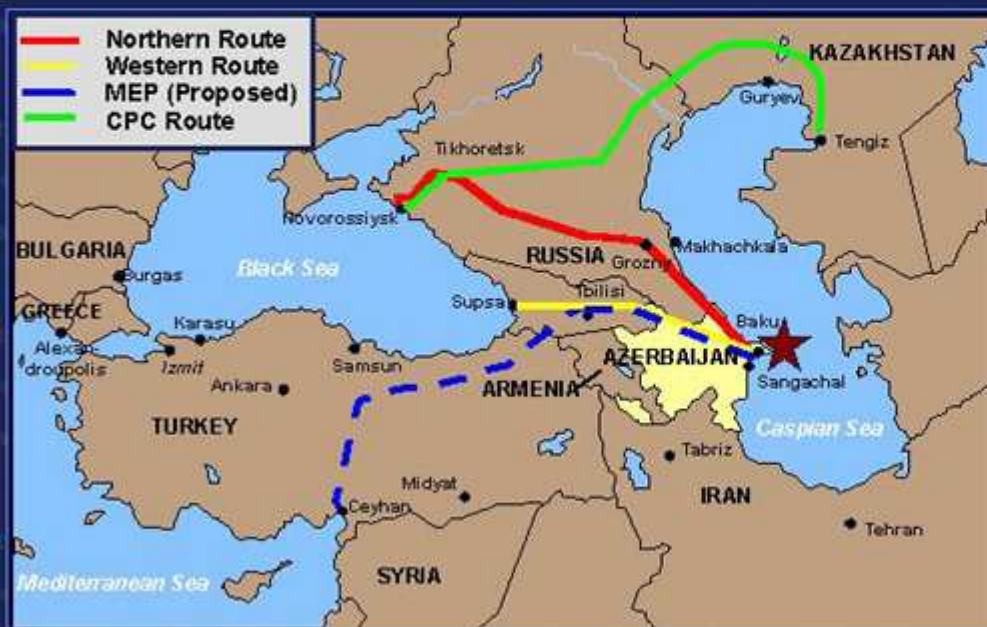 Northern Route
Western Route
MEP (Proposed)
CPC Route
KAZAKHSTAN
Guryev
Tengiz
Tikhoretsk
Novorossiysk
BULGARIA
Burgas
Black Sea
RUSSIA
Grozny
Makhachkala
GREECE
Alexan-
droupolis
Karasu
Izmit
Supsa
Tbilisi
Baku
Samsun
Ankara
ARMENIA
AZERBAIJAN
Sangachal
TURKEY
Caspian Sea
Tabriz
Midyat
Ceyhan
IRAN
Tehran
SYRIA
Mediterranean Sea